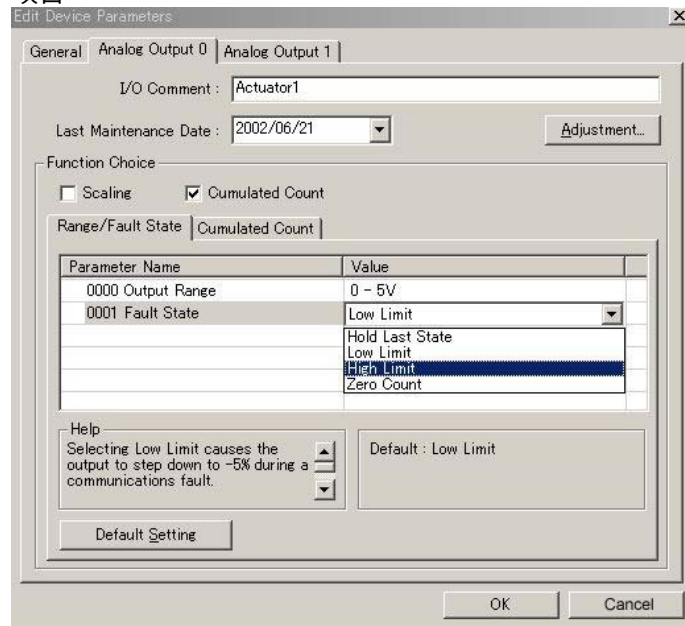 Edit Device Parameters
General Analog Output 0 Analog Output 1
I/O Comment : Actuator1
Last Maintenance Date : 2002/06/21 Adjustment...
Function Choice
Scaling Cumulated Count
Range/Fault State Cumulated Count
Parameter Name Value
0000 Output Range 0 - 5V
0001 Fault State Low Limit
Hold Last State
Low Limit
High Limit
Zero Count
Help
Selecting Low Limit causes the
output to step down to -5% during a
communications fault.
Default : Low Limit
Default Setting
OK Cancel